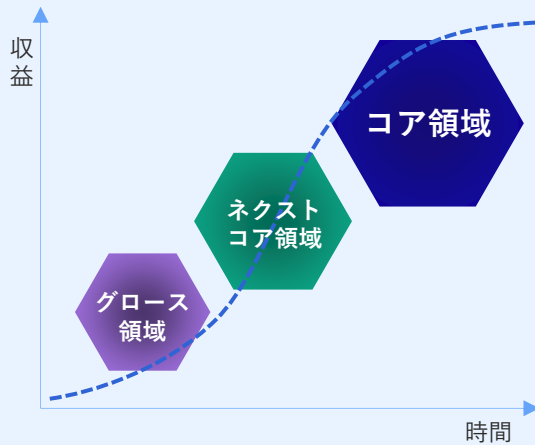 収益
コア領域
ネクスト
コア領域
グロース
領域
時間